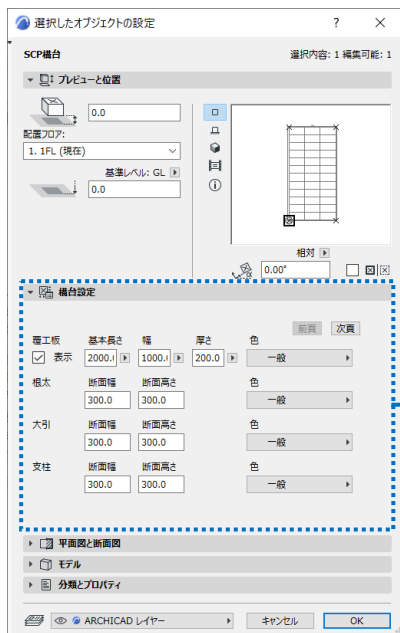 選択したオブジェクトの設定
SCP構台 選択内容: 1 編集可能: 1
プレビューと位置
0.0
配置フロア:
1. 1FL (現在)
基準レベル: GL
0.0
相対
0.00°
構台設定
前頁 次頁
覆工板 基本長さ 幅 厚さ 色
表示 2000.( 1000.( 200.0 一般
根太 断面幅 断面高さ 色
300.0 300.0 一般
大引 断面幅 断面高さ 色
300.0 300.0 一般
支柱 断面幅 断面高さ 色
300.0 300.0 一般
平面図と断面図
モデル
分類とプロパティ
ARCHICAD レイヤー キャンセル OK